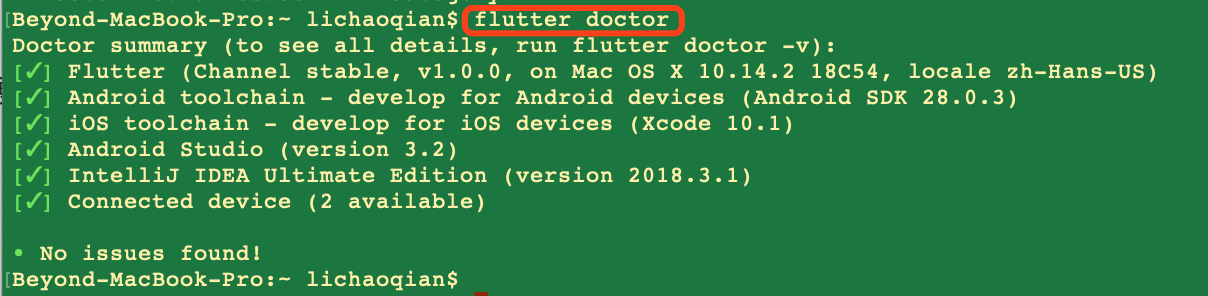 [Beyond-MacBook-Pro:~ lichaoqian$ flutter doctor
Doctor summary (to see all details, run flutter doctor -v):
[✓] Flutter (Channel stable, v1.0.0, on Mac OS X 10.14.2 18C54, locale zh-Hans-US)
[✓] Android toolchain - develop for Android devices (Android SDK 28.0.3)
[✓] iOS toolchain - develop for iOS devices (Xcode 10.1)
[✓] Android Studio (version 3.2)
[✓] IntelliJ IDEA Ultimate Edition (version 2018.3.1)
[✓] Connected device (2 available)
• No issues found!
[Beyond-MacBook-Pro:~ lichaoqian$